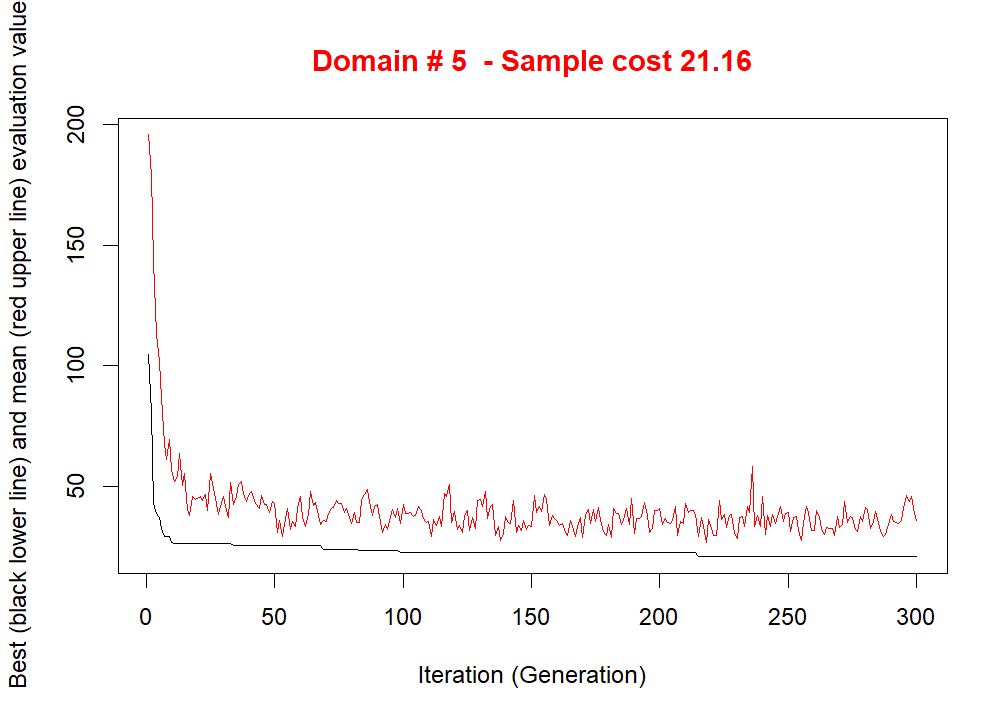 Domain # 5  - Sample cost 21.16
Best (black lower line) and mean (red upper line) evaluation value
200
150
100
50
0 50 100 150 200 250 300
Iteration (Generation)